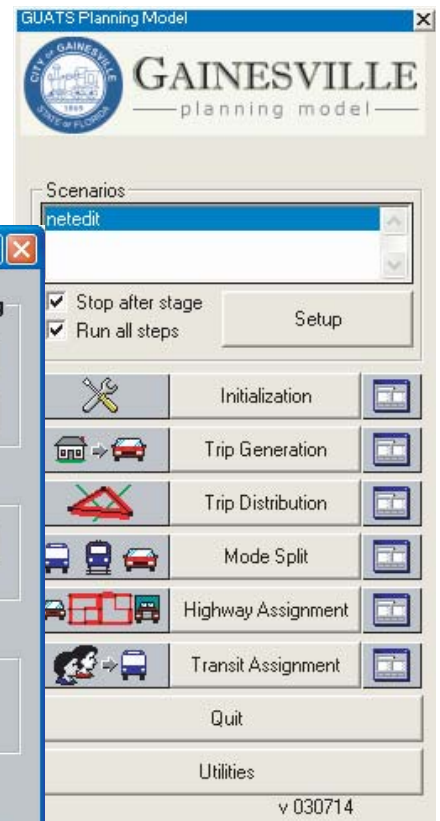 GUATS Planning Model
CITY OF GAINESVILLE
STATE OF FLORIDA
1869
GAINESVILLE
planning model
Scenarios
netedit
Stop after stage
Run all steps
Setup
Initialization
Trip Generation
Trip Distribution
Mode Split
Highway Assignment
Transit Assignment
Quit
Utilities
v 030714